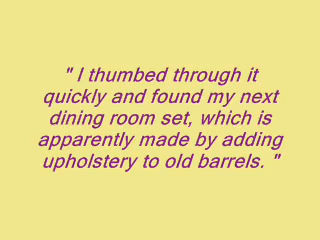 " I thumbed through it
quickly and found my next
dining room set, which is
apparently made by adding
upholstery to old barrels. "